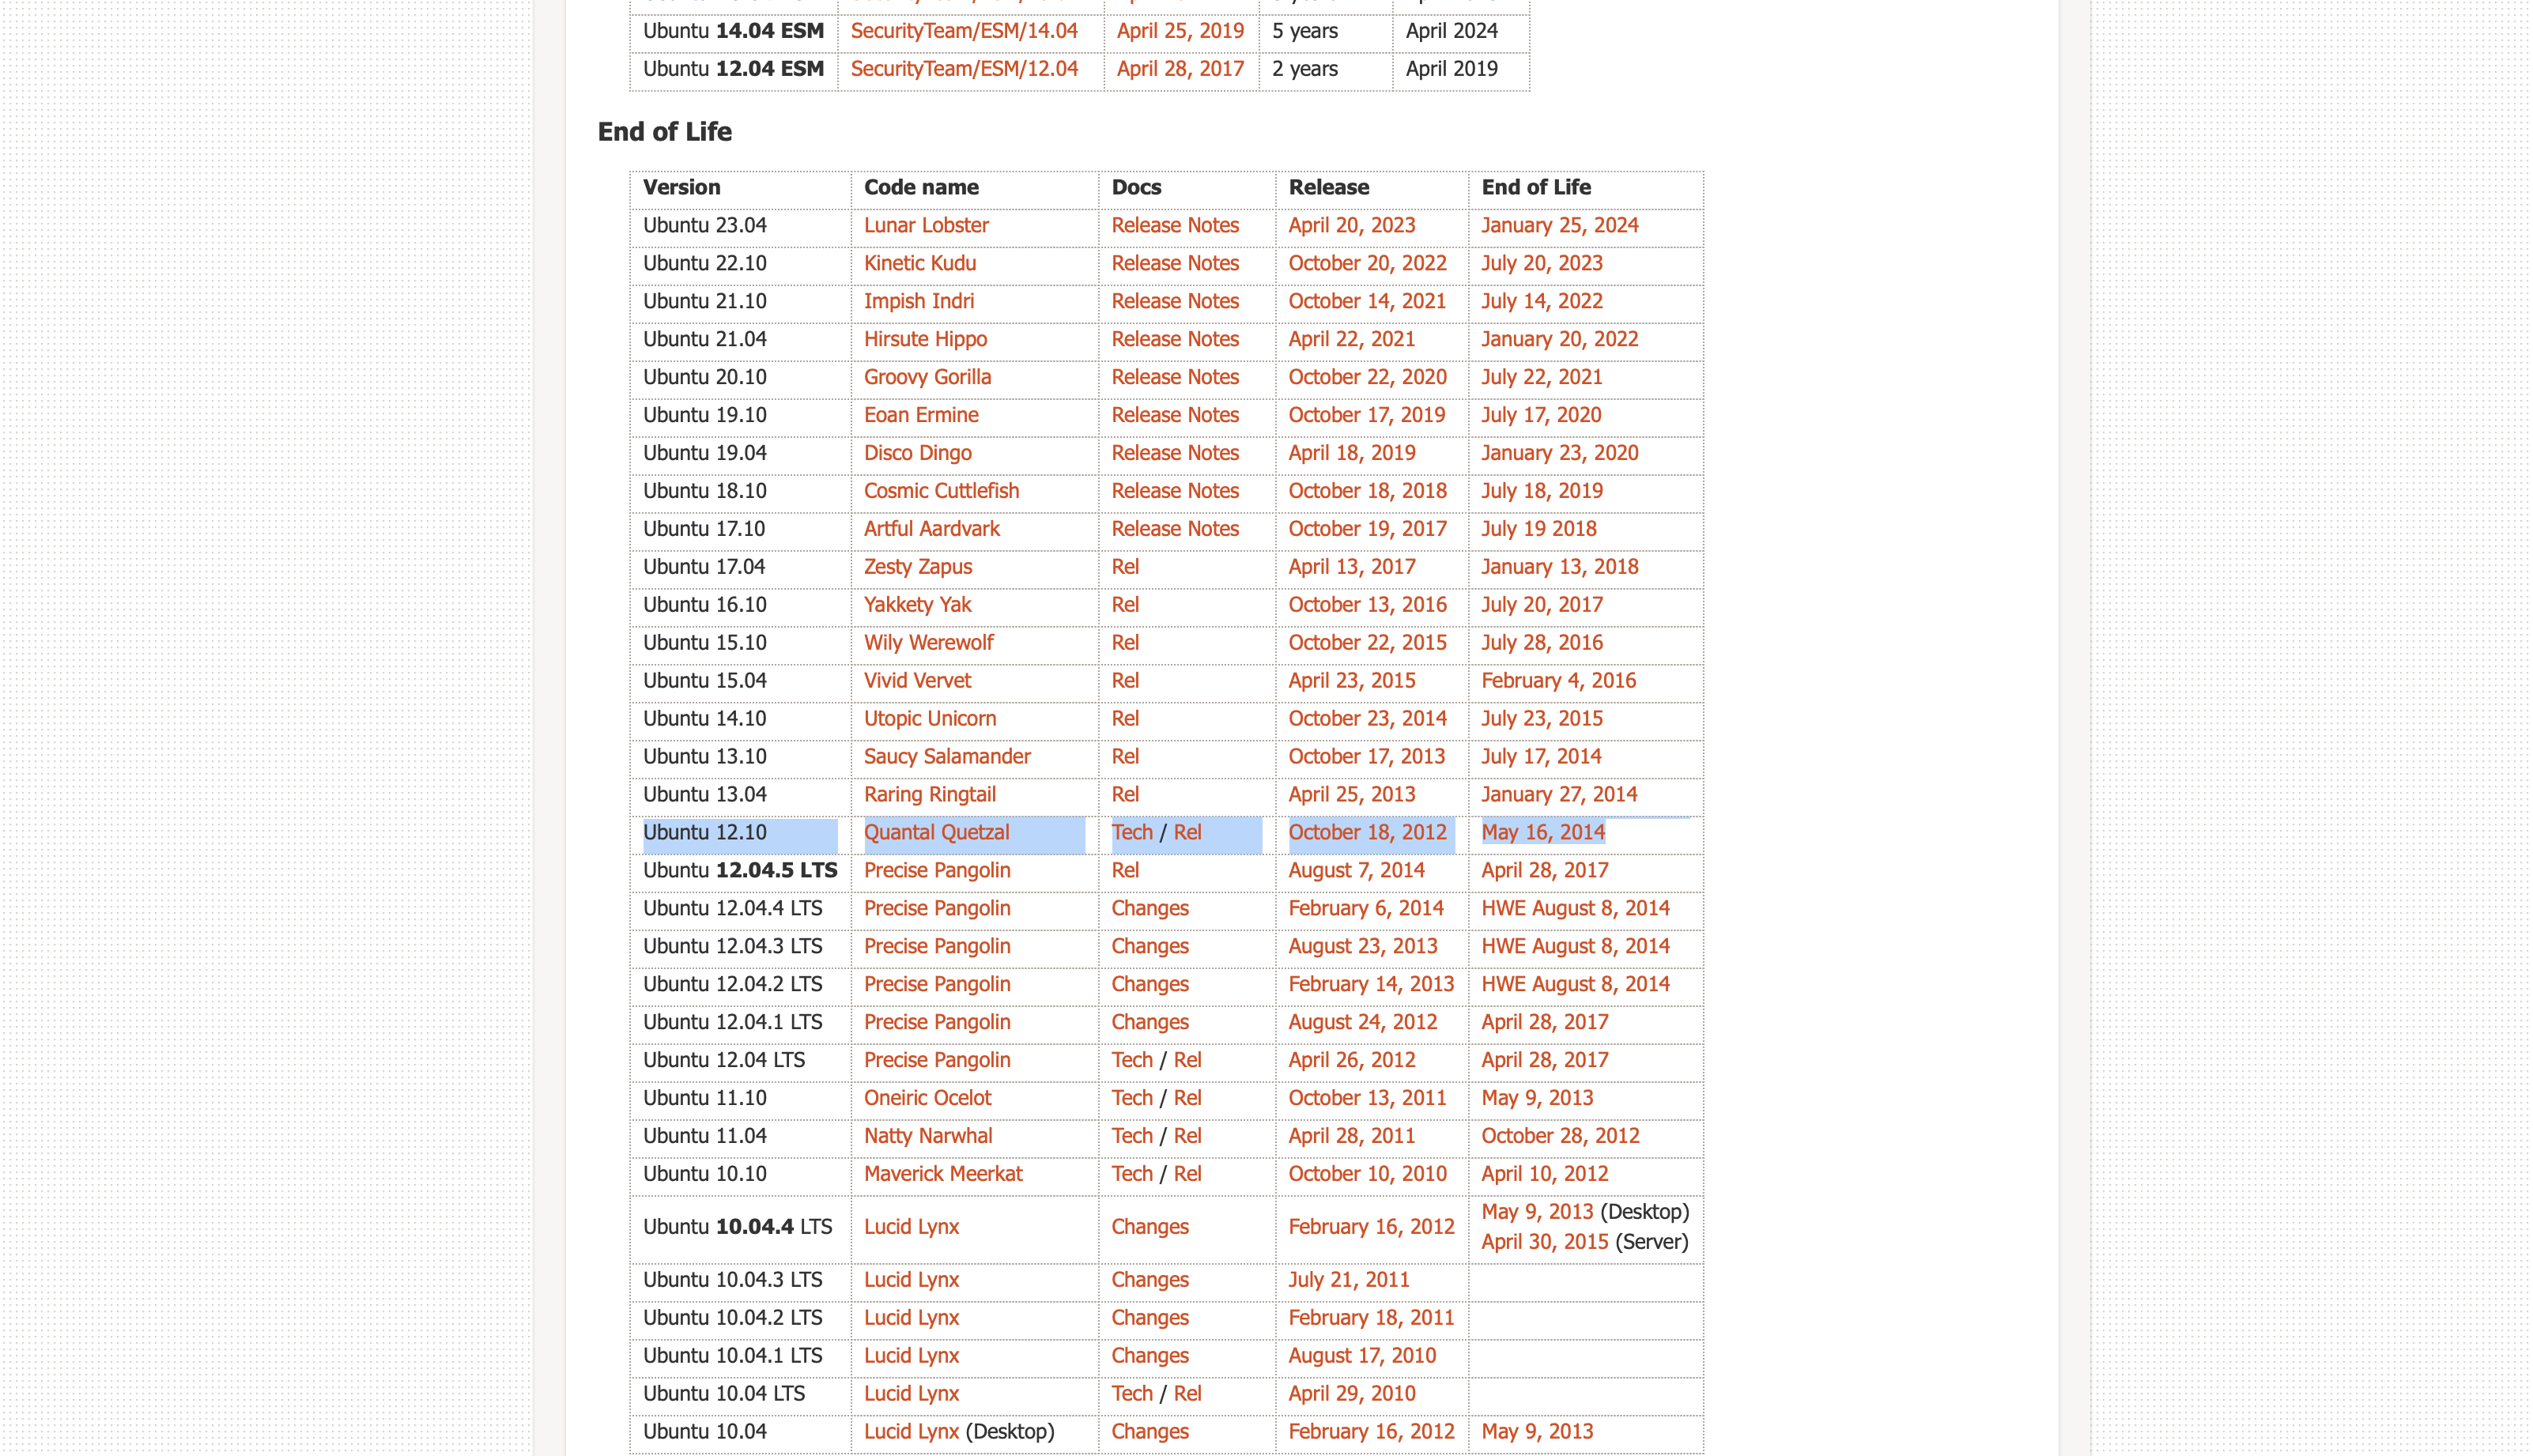 Ubuntu 14.04 ESM SecurityTeam/ESM/14.04 April 25, 2019 5 years April 2024
Ubuntu 12.04 ESM SecurityTeam/ESM/12.04 April 28, 2017 2 years April 2019
End of Life
Version Code name Docs Release End of Life
Ubuntu 23.04 Lunar Lobster Release Notes April 20, 2023 January 25, 2024
Ubuntu 22.10 Kinetic Kudu Release Notes October 20, 2022 July 20, 2023
Ubuntu 21.10 Impish Indri Release Notes October 14, 2021 July 14, 2022
Ubuntu 21.04 Hirsute Hippo Release Notes April 22, 2021 January 20, 2022
Ubuntu 20.10 Groovy Gorilla Release Notes October 22, 2020 July 22, 2021
Ubuntu 19.10 Eoan Ermine Release Notes October 17, 2019 July 17, 2020
Ubuntu 19.04 Disco Dingo Release Notes April 18, 2019 January 23, 2020
Ubuntu 18.10 Cosmic Cuttlefish Release Notes October 18, 2018 July 18, 2019
Ubuntu 17.10 Artful Aardvark Release Notes October 19, 2017 July 19 2018
Ubuntu 17.04 Zesty Zapus Rel April 13, 2017 January 13, 2018
Ubuntu 16.10 Yakkety Yak Rel October 13, 2016 July 20, 2017
Ubuntu 15.10 Wily Werewolf Rel October 22, 2015 July 28, 2016
Ubuntu 15.04 Vivid Vervet Rel April 23, 2015 February 4, 2016
Ubuntu 14.10 Utopic Unicorn Rel October 23, 2014 July 23, 2015
Ubuntu 13.10 Saucy Salamander Rel October 17, 2013 July 17, 2014
Ubuntu 13.04 Raring Ringtail Rel April 25, 2013 January 27, 2014
Ubuntu 12.10 Quantal Quetzal Tech / Rel October 18, 2012 May 16, 2014
Ubuntu 12.04.5 LTS Precise Pangolin Rel August 7, 2014 April 28, 2017
Ubuntu 12.04.4 LTS Precise Pangolin Changes February 6, 2014 HWE August 8, 2014
Ubuntu 12.04.3 LTS Precise Pangolin Changes August 23, 2013 HWE August 8, 2014
Ubuntu 12.04.2 LTS Precise Pangolin Changes February 14, 2013 HWE August 8, 2014
Ubuntu 12.04.1 LTS Precise Pangolin Changes August 24, 2012 April 28, 2017
Ubuntu 12.04 LTS Precise Pangolin Tech / Rel April 26, 2012 April 28, 2017
Ubuntu 11.10 Oneiric Ocelot Tech / Rel October 13, 2011 May 9, 2013
Ubuntu 11.04 Natty Narwhal Tech / Rel April 28, 2011 October 28, 2012
Ubuntu 10.10 Maverick Meerkat Tech / Rel October 10, 2010 April 10, 2012
Ubuntu 10.04.4 LTS Lucid Lynx Changes February 16, 2012 May 9, 2013 (Desktop)
April 30, 2015 (Server)
Ubuntu 10.04.3 LTS Lucid Lynx Changes July 21, 2011
Ubuntu 10.04.2 LTS Lucid Lynx Changes February 18, 2011
Ubuntu 10.04.1 LTS Lucid Lynx Changes August 17, 2010
Ubuntu 10.04 LTS Lucid Lynx Tech / Rel April 29, 2010
Ubuntu 10.04 Lucid Lynx (Desktop) Changes February 16, 2012 May 9, 2013